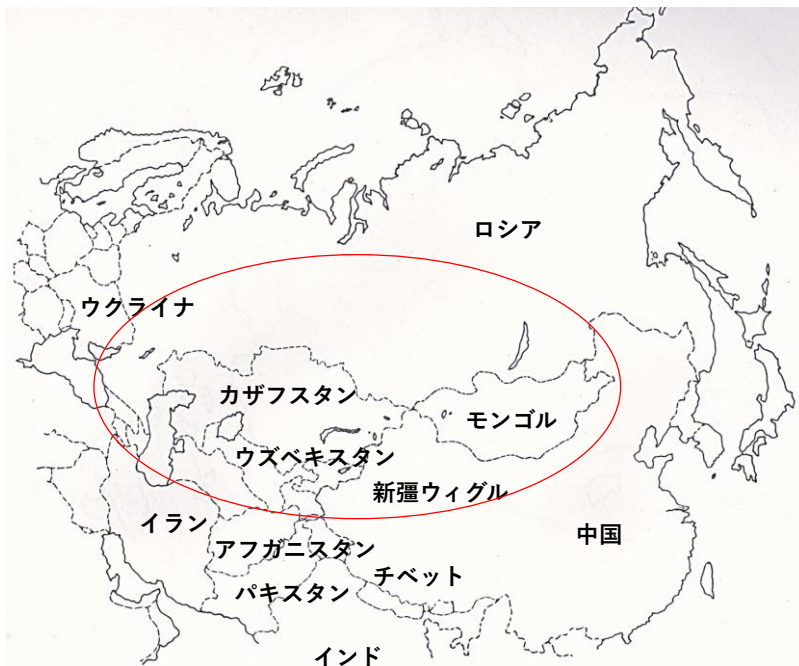 ロシア
ウクライナ
カザフスタン
モンゴル
ウズベキスタン
新疆ウィグル
イラン
中国
アフガニスタン
チベット
パキスタン
インド